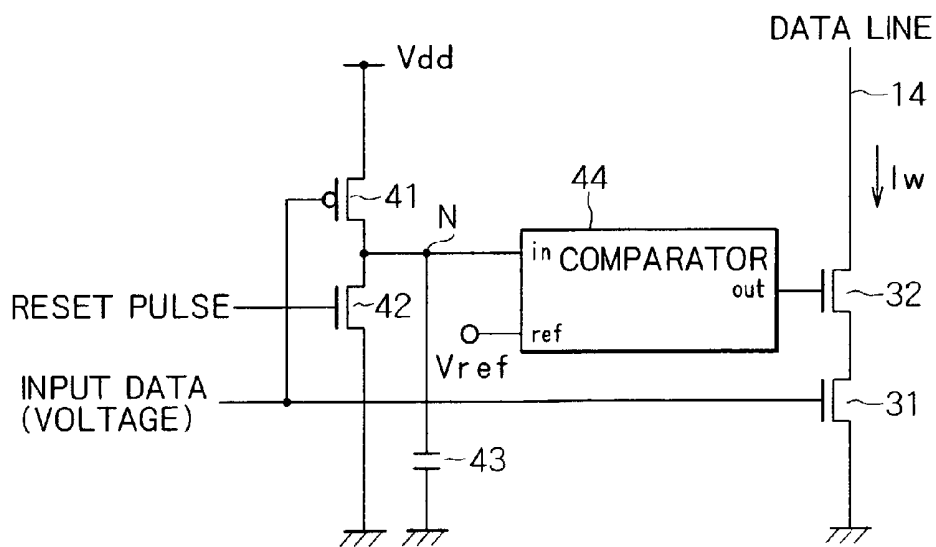 DATA LINE
Vdd
14
Iw
41
44
N
in COMPARATOR
out
32
RESET PULSE
42
ref
Vref
INPUT DATA
(VOLTAGE)
31
43